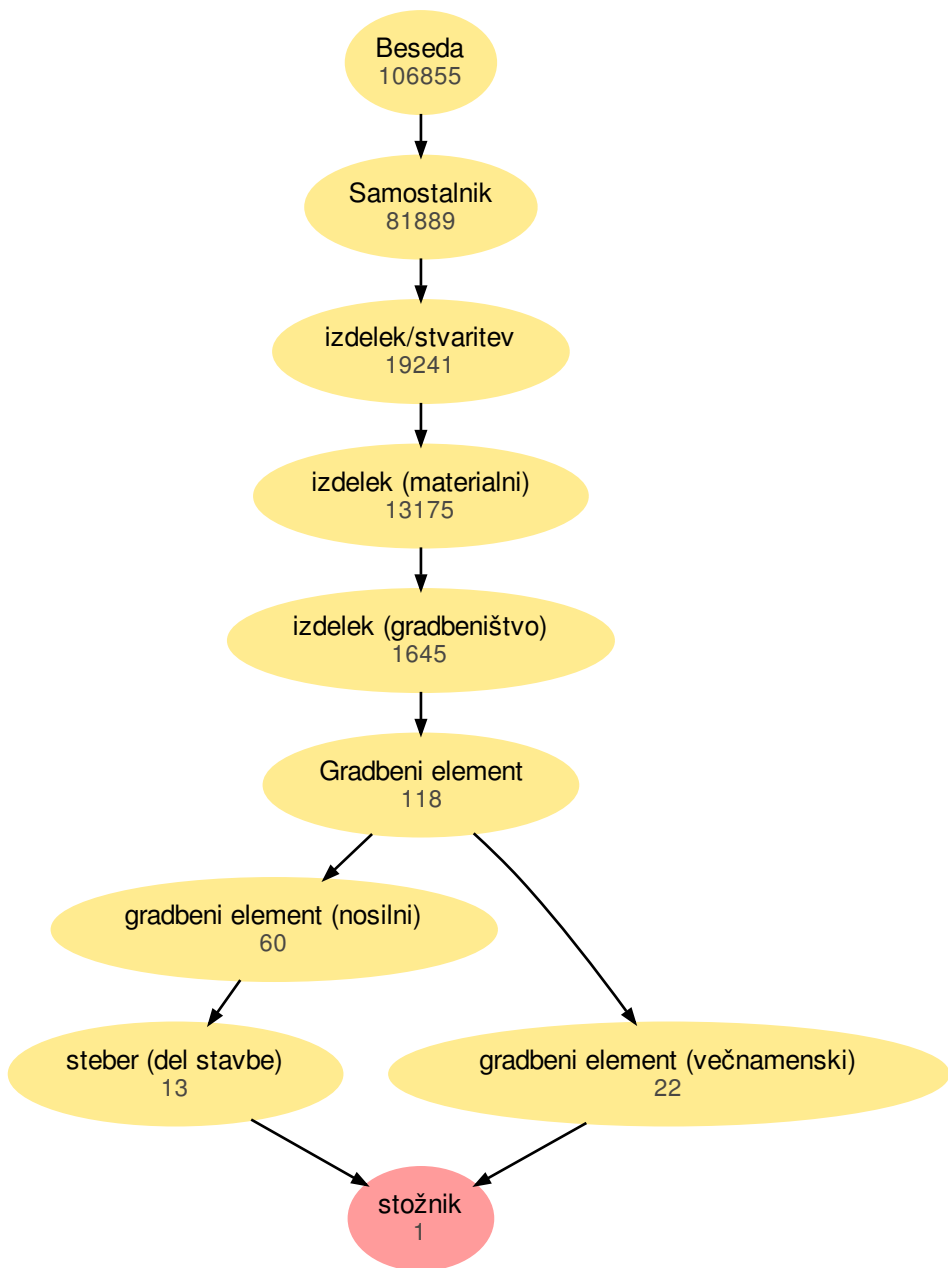 Beseda
106855
Samostalnik
81889
izdelek/stvaritev
19241
izdelek (materialni)
13175
izdelek (gradbeništvo)
1645
Gradbeni element
118
gradbeni element (nosilni)
60
steber (del stavbe)
13
gradbeni element (večnamenski)
22
stožnik
1